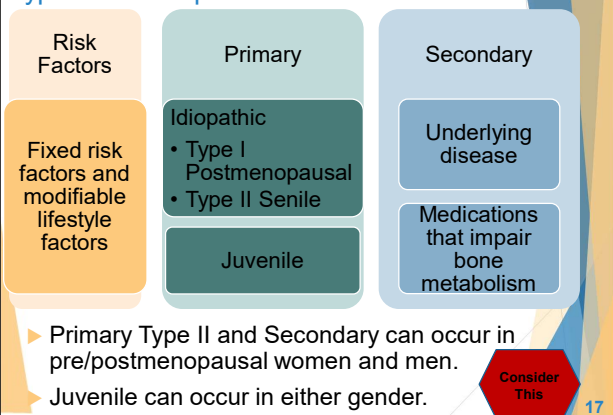 Risk
Factors
Fixed risk
factors and
modifiable
lifestyle
factors
Primary
Idiopathic
• Type I
Postmenopausal
• Type II Senile
Juvenile
Secondary
Underlying
disease
Medications
that impair
bone
metabolism
Primary Type II and Secondary can occur in
pre/postmenopausal women and men.
Juvenile can occur in either gender.
Consider
This
17